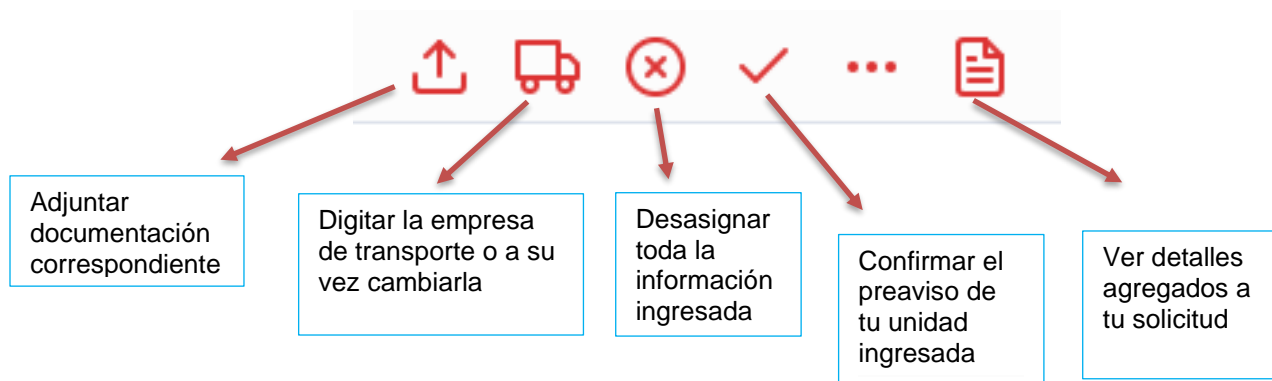 Adjuntar
documentación
correspondiente
Digitar la empresa
de transporte o a su
vez cambiarla
Desasignar
toda la
información
ingresada
Confirmar el
preaviso de
tu unidad
ingresada
Ver detalles
agregados a
tu solicitud